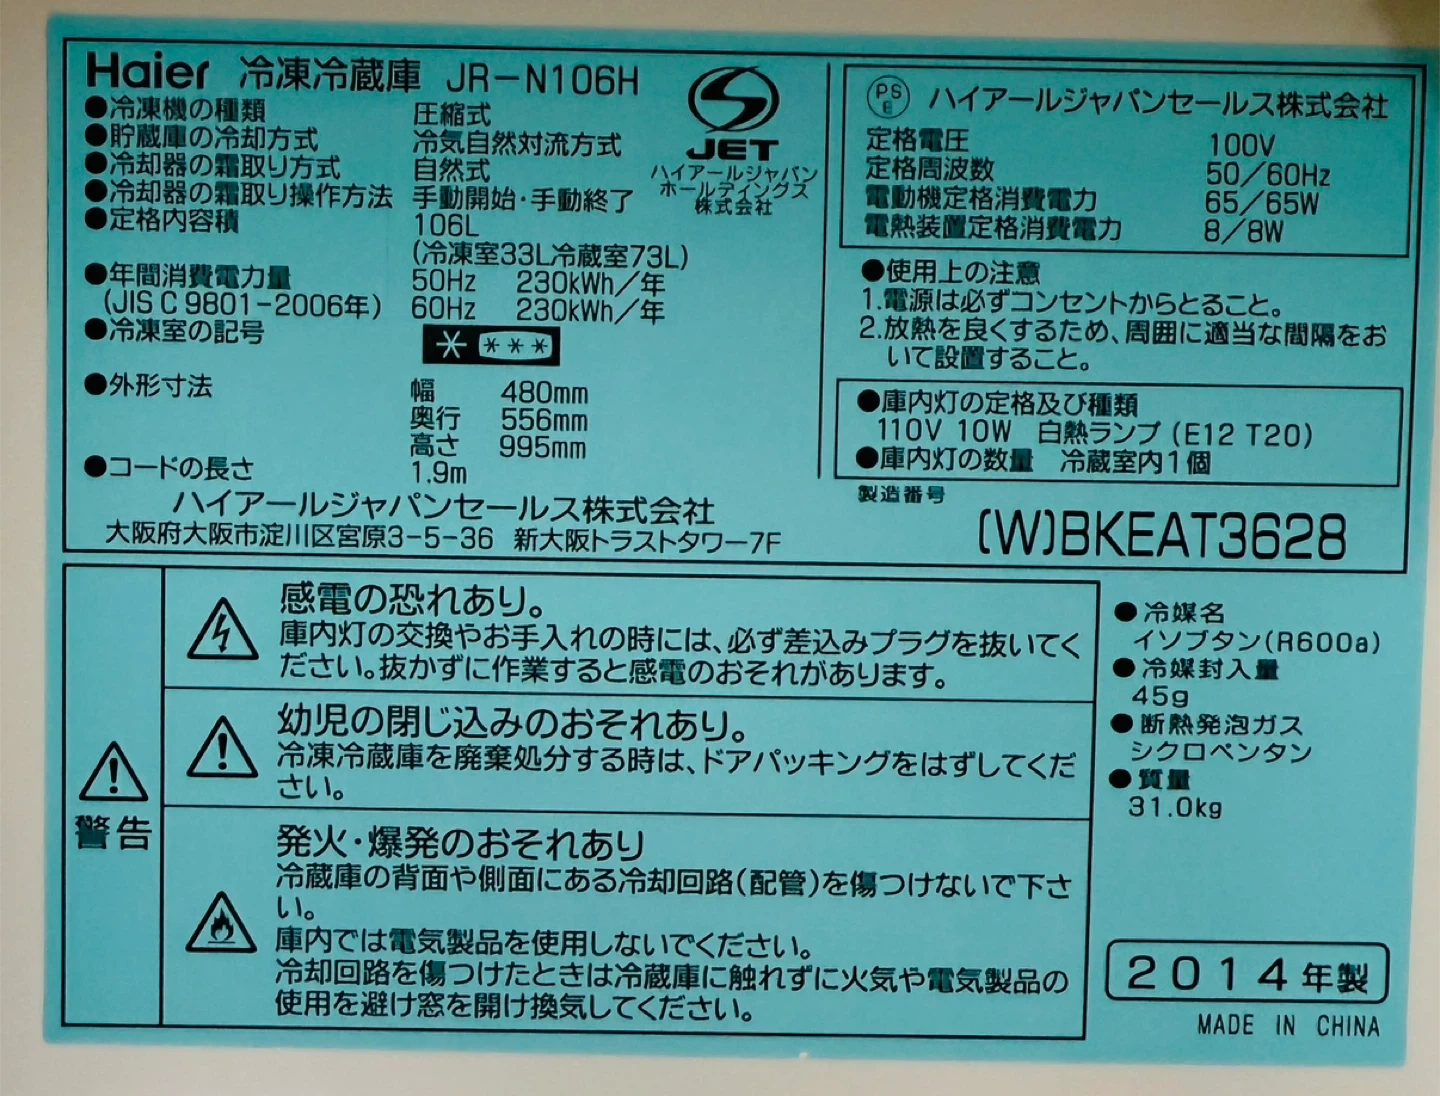 Haier 冷凍冷蔵庫 JR-N106H
●冷凍機の種類 圧縮式
●貯蔵庫の冷却方式 冷気自然対流方式
●冷却器の霜取り方式 自然式
●冷却器の霜取り操作方法 手動開始・手動終了
●定格内容積 106L
(冷凍室33L冷蔵室73L)
●年間消費電力量 50Hz 230kWh/年
(JIS C 9801-2006年) 60Hz 230kWh/年
●冷凍室の記号
●外形寸法 幅 480mm
奥行 556mm
高さ 995mm
●コードの長さ 1.9m
ハイアールジャパンセールス株式会社
大阪府大阪市淀川区宮原3-5-36 新大阪トラストタワー7F
JET
ハイアールジャパン
ホールディングス
株式会社
PS
E ハイアールジャパンセールス株式会社
定格電圧 100V
定格周波数 50/60Hz
電動機定格消費電力 65/65W
電熱装置定格消費電力 8/8W
●使用上の注意
1.電源は必ずコンセントからとること。
2.放熱を良くするため、周囲に適当な間隔をお
いて設置すること。
●庫内灯の定格及び種類
110V 10W 白熱ランプ (E12 T20)
●庫内灯の数量 冷蔵室内1個
製造番号
(W)BKEAT3628
警告
感電の恐れあり。
庫内灯の交換やお手入れの時には、必ず差込みプラグを抜いてく
ださい。抜かずに作業すると感電のおそれがあります。
幼児の閉じ込みのおそれあり。
冷凍冷蔵庫を廃棄処分する時は、ドアパッキングをはずしてくだ
さい。
発火・爆発のおそれあり
冷蔵庫の背面や側面にある冷却回路(配管)を傷つけないで下さ
い。
庫内では電気製品を使用しないでください。
冷却回路を傷つけたときは冷蔵庫に触れずに火気や電気製品の
使用を避け窓を開け換気してください。
●冷媒名
イソブタン(R600a)
●冷媒封入量
45g
●断熱発泡ガス
シクロペンタン
●質量
31.0kg
2014年製
MADE IN CHINA